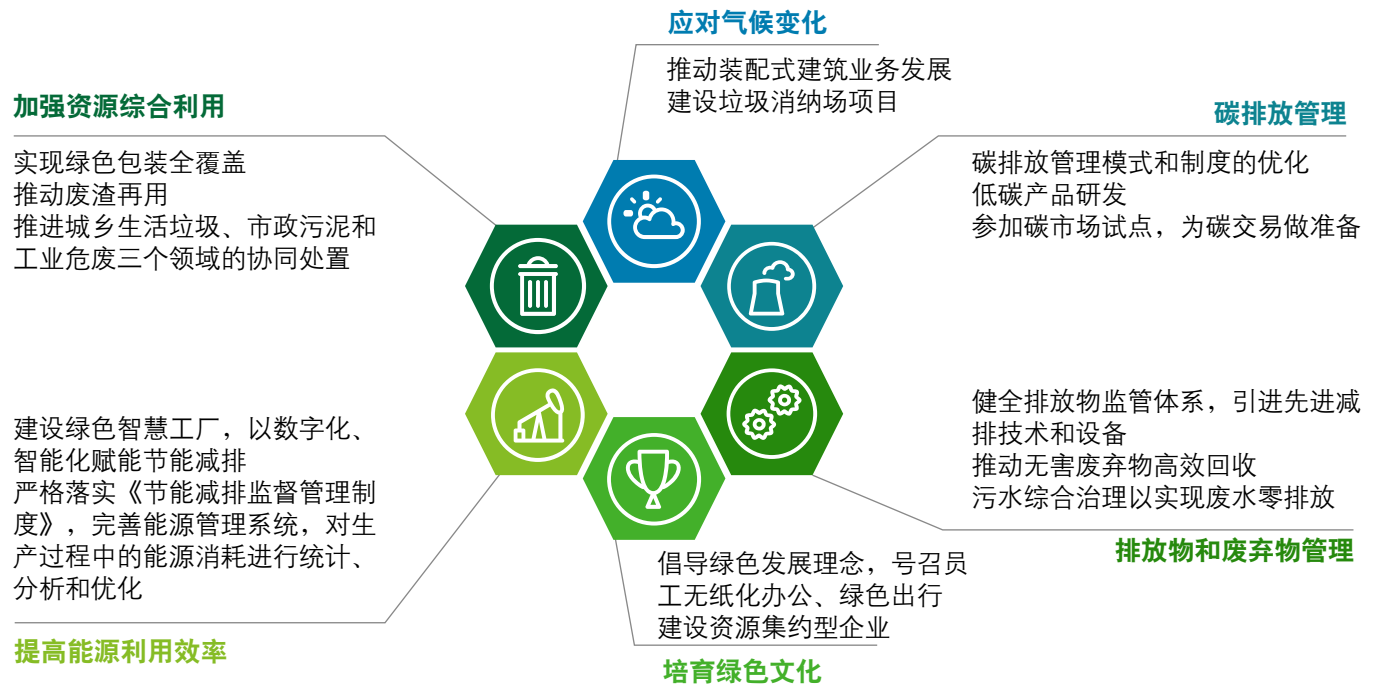 应对气候变化
推动装配式建筑业务发展
建设垃圾消纳场项目
加强资源综合利用
实现绿色包装全覆盖
推动废渣再用
推进城乡生活垃圾、市政污泥和
工业危废三个领域的协同处置
碳排放管理
碳排放管理模式和制度的优化
低碳产品研发
参加碳市场试点，为碳交易做准备
建设绿色智慧工厂，以数字化、
智能化赋能节能减排
严格落实《节能减排监督管理制
度》，完善能源管理系统，对生
产过程中的能源消耗进行统计、
分析和优化
提高能源利用效率
健全排放物监管体系，引进先进减
排技术和设备
推动无害废弃物高效回收
污水综合治理以实现废水零排放
排放物和废弃物管理
倡导绿色发展理念，号召员
工无纸化办公、绿色出行
建设资源集约型企业
培育绿色文化